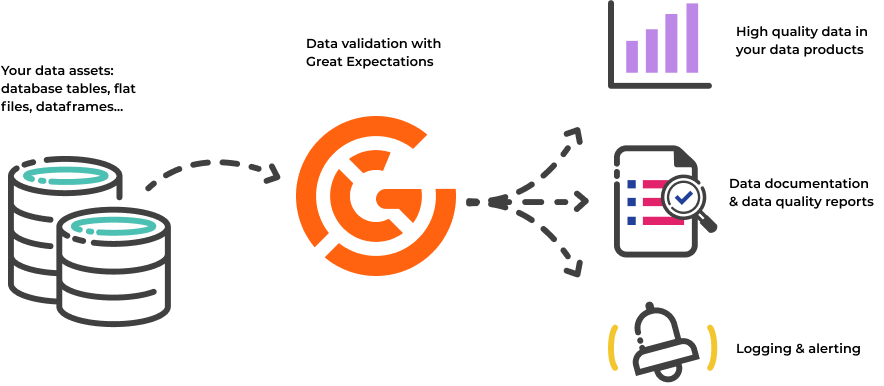 Your data assets:
database tables, flat
files, dataframes...
Data validation with
Great Expectations
High quality data in
your data products
Data documentation
& data quality reports
Logging & alerting